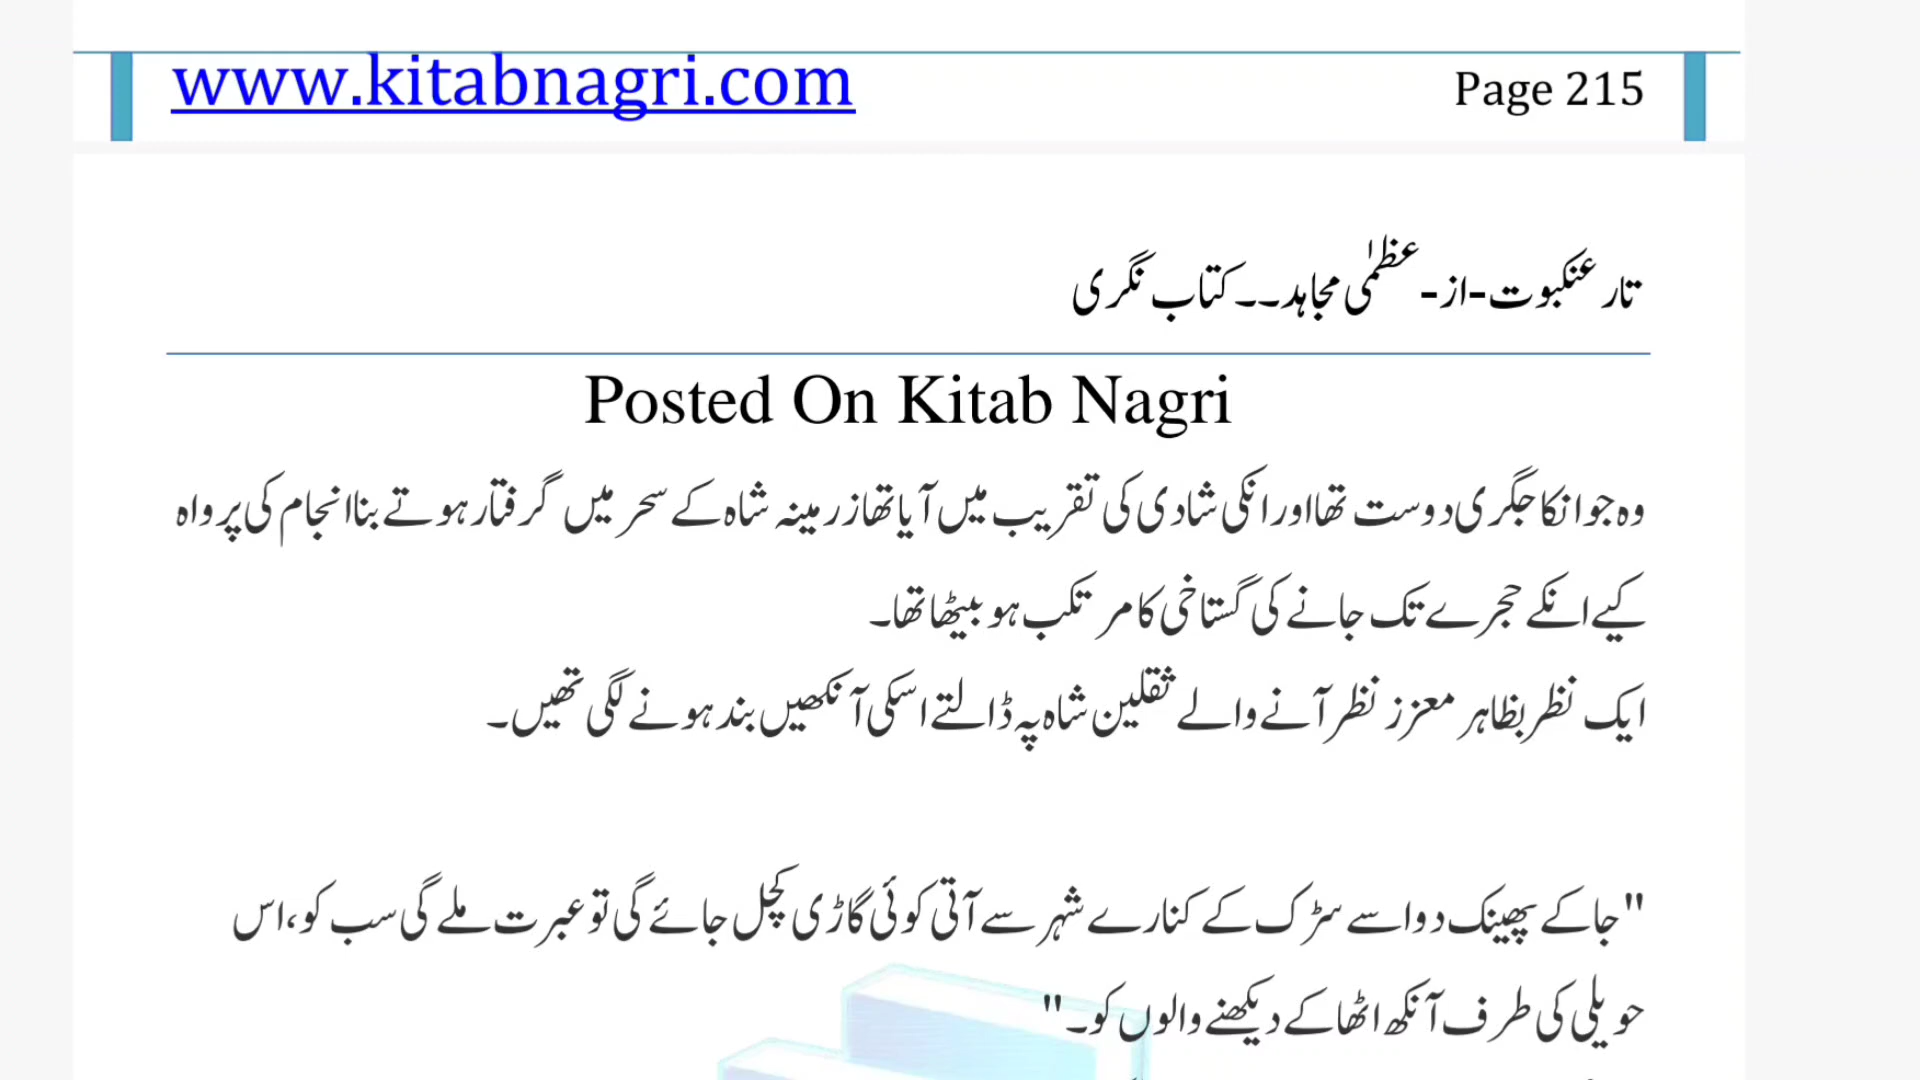 www.kitabnagri.com Page 215
تار عنکبوت-از-عظمٰی مجاہد۔۔کتاب نگری
Posted On Kitab Nagri
وہ جو انکا جگری دوست تھا اور انکی شادی کی تقریب میں آیا تھا زرمینہ شاہ کے سحر میں گرفتار ہوتے بنا انجام کی پرواہ
کیے انکے حجرے تک جانے کی گستاخی کا مرتکب ہو بیٹھا تھا۔
ایک نظر بظاہر معزز نظر آنے والے ثقلین شاہ پہ ڈالتے اسکی آنکھیں بند ہونے لگی تھیں۔
"جا کے پھینک دو اسے سڑک کے کنارے شہر سے آتی کوئی گاڑی کچل جائے گی تو عبرت ملے گی سب کو،اس
حویلی کی طرف آنکھ اٹھا کے دیکھنے والوں کو۔"